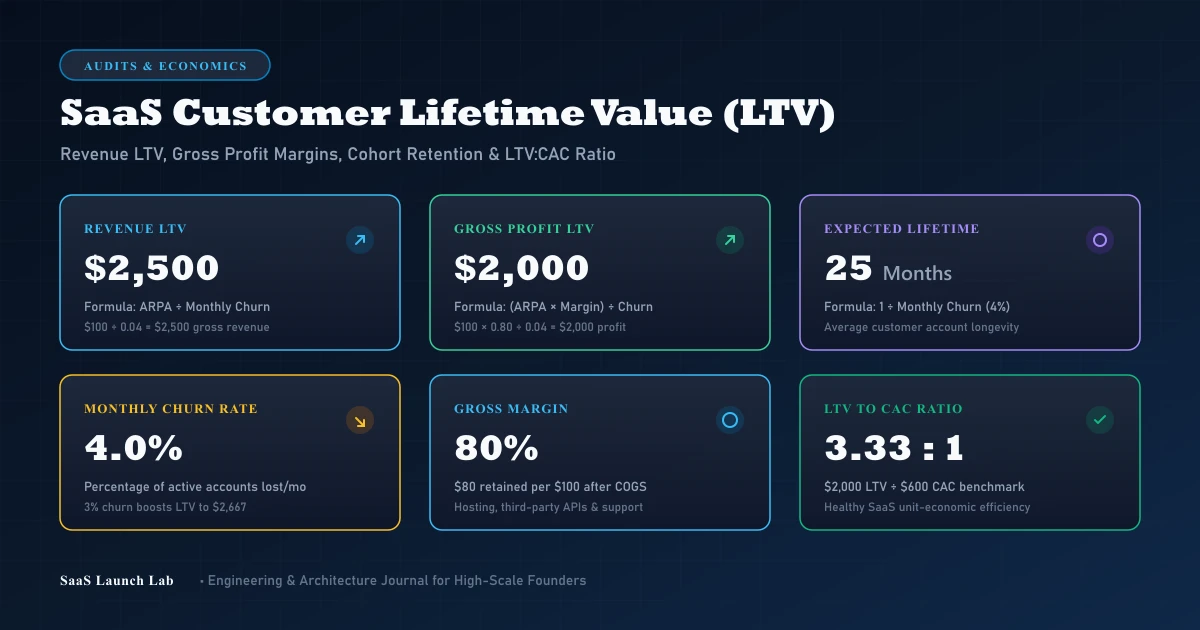 AUDITS & ECONOMICS
SaaS Customer Lifetime Value (LTV)
Revenue LTV, Gross Profit Margins, Cohort Retention & LTV:CAC Ratio
REVENUE LTV
$2,500
Formula: ARPA ÷ Monthly Churn
$100 ÷ 0.04 = $2,500 gross revenue
GROSS PROFIT LTV
$2,000
Formula: (ARPA × Margin) ÷ Churn
$100 × 0.80 ÷ 0.04 = $2,000 profit
EXPECTED LIFETIME
25 Months
Formula: 1 ÷ Monthly Churn (4%)
Average customer account longevity
MONTHLY CHURN RATE
4.0%
Percentage of active accounts lost/mo
3% churn boosts LTV to $2,667
GROSS MARGIN
80%
$80 retained per $100 after COGS
Hosting, third-party APIs & support
LTV TO CAC RATIO
3.33 : 1
$2,000 LTV ÷ $600 CAC benchmark
Healthy SaaS unit-economic efficiency
SaaS Launch Lab • Engineering & Architecture Journal for High-Scale Founders